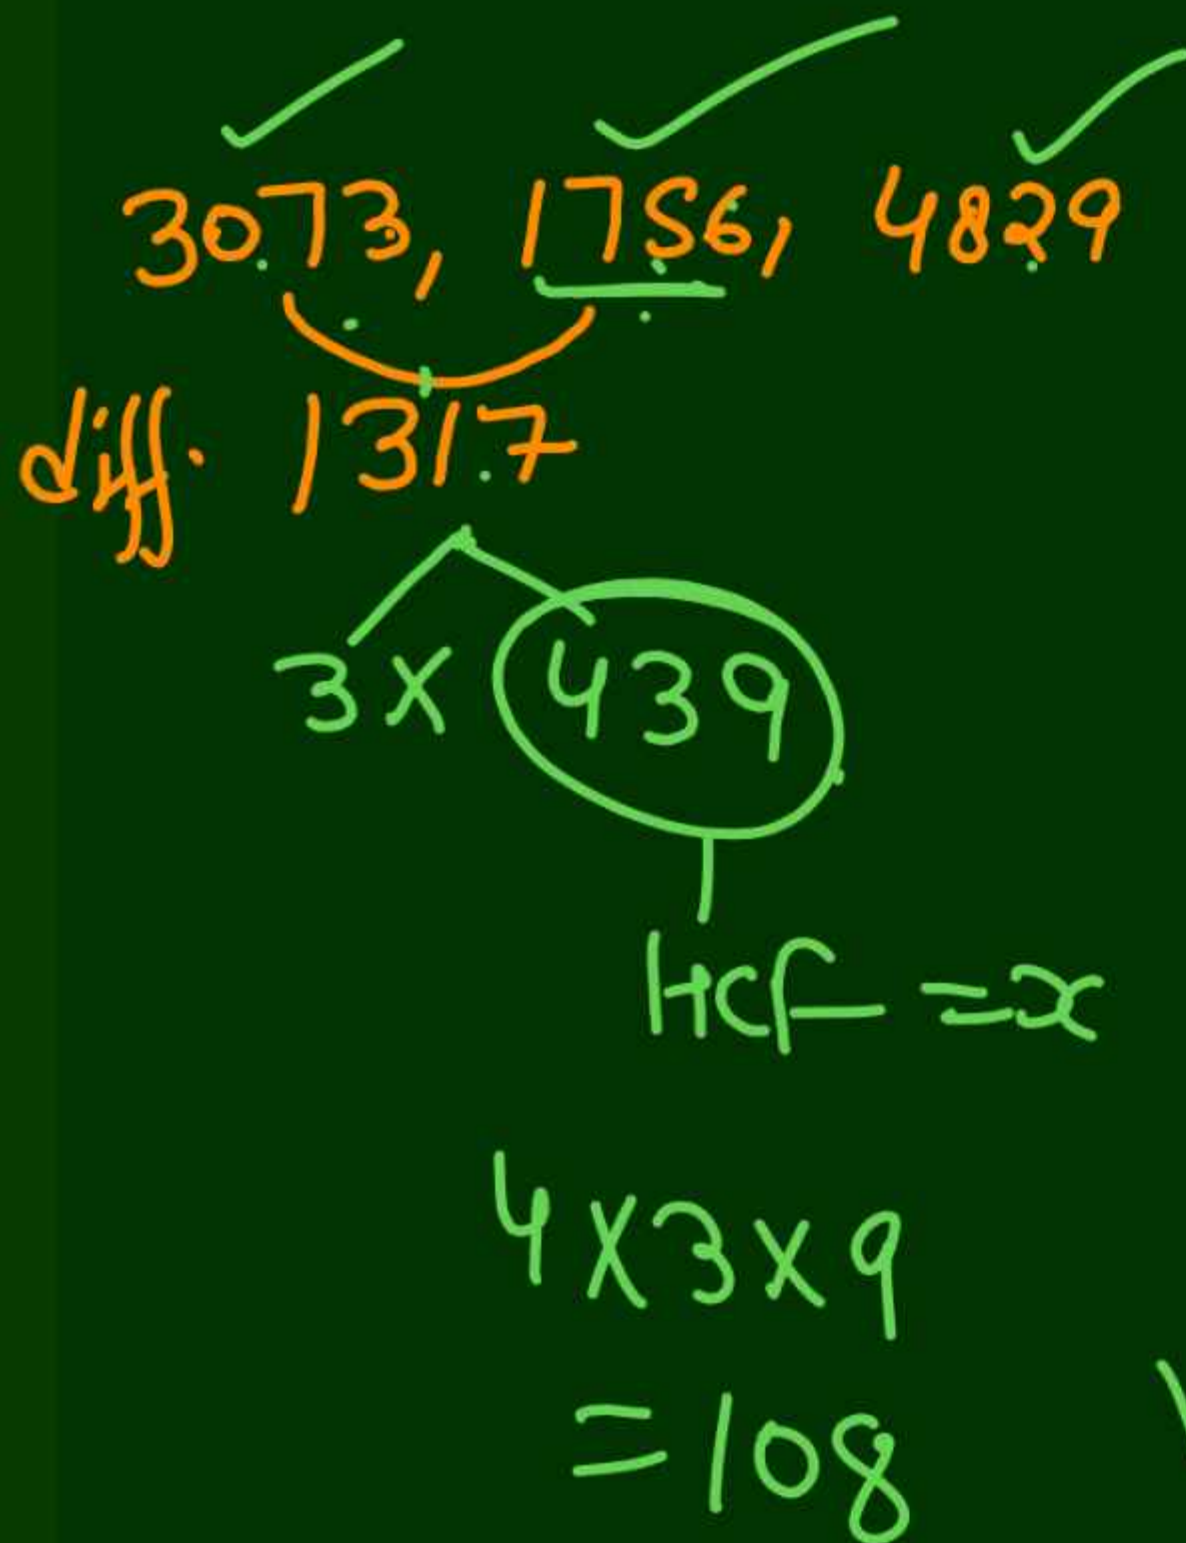 3073, 1756, 4829
diff. 1317
3 x 439
HCF = x
4 x 3 x 9
= 108